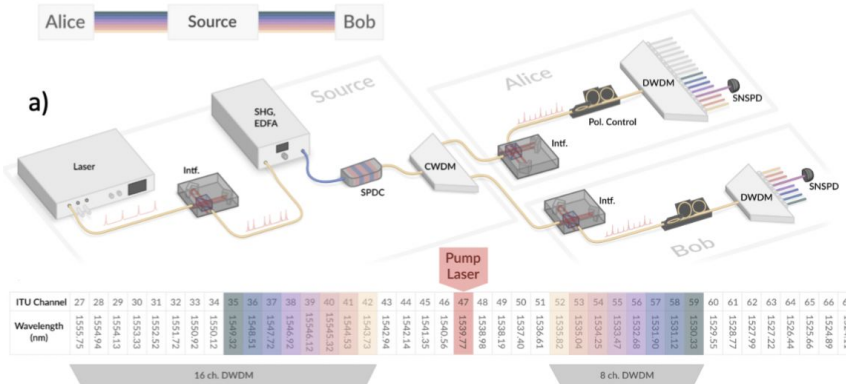 Alice Source Bob
a)
Source
Alice
Bob
Laser
Intf.
SHG,
EDFA
SPDC
CWDM
Intf.
Pol. Control
DWDM
SNSPD
Intf.
DWDM
SNSPD
Pump
Laser
ITU Channel 27 28 29 30 31 32 33 34 35 36 37 38 39 40 41 42 43 44 45 46 47 48 49 50 51 52 53 54 55 56 57 58 59 60 61 62 63 64 65 66
Wavelength
(nm)
1555.75 1554.94 1554.13 1553.33 1552.52 1551.72 1550.92 1550.12 1549.32 1548.51 1547.72 1546.92 15546.12 1545.32 1544.53 1543.73 1542.94 1542.14 1541.35 1540.56 1539.77 1538.98 1538.19 1537.40 1536.61 1535.82 1535.04 1534.25 1533.47 1532.68 1531.90 1531.12 1530.33 1529.55 1528.77 1527.99 1527.22 1526.44 1525.66 1524.89
16 ch. DWDM 8 ch. DWDM